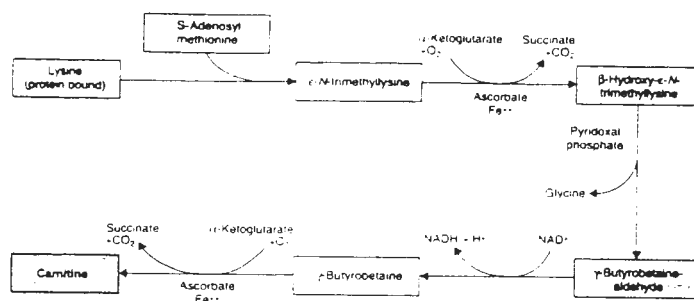 S-Adenosyl
methionine
α-Ketoglutarate
+O₂
Succinate
+CO₂
Lysine
(protein bound)
ε-N-Trimethyllysine
Ascorbate
Fe++
β-Hydroxy-ε-N-
trimethyllysine
Pyridoxal
phosphate
Glycine
Succinate
+CO₂
α-Ketoglutarate
+O₂
NADH + H+
NAD+
Carnitine
Ascorbate
Fe++
γ-Butyrobetaine
γ-Butyrobetaine-
aldehyde